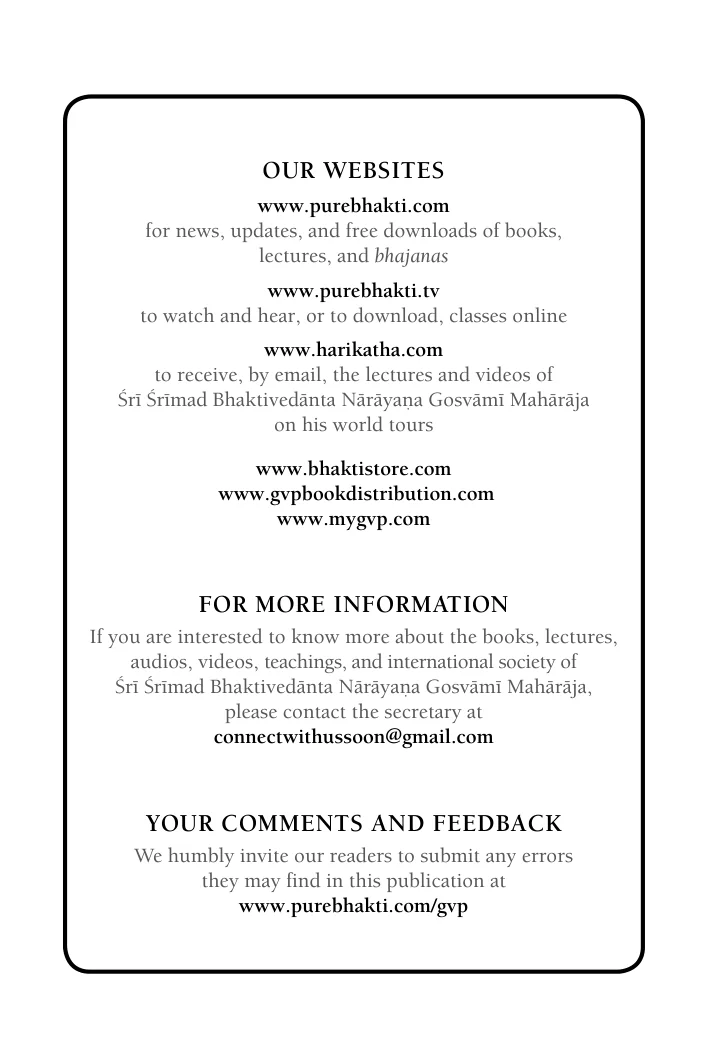 OUR WEBSITES
www.purebhakti.com
for news, updates, and free downloads of books,
lectures, and bhajanas
www.purebhakti.tv
to watch and hear, or to download, classes online
www.harikatha.com
to receive, by email, the lectures and videos of
Śrī Śrīmad Bhaktivedānta Nārāyaṇa Gosvāmī Mahārāja
on his world tours
www.bhaktistore.com
www.gvpbookdistribution.com
www.mygvp.com
FOR MORE INFORMATION
If you are interested to know more about the books, lectures,
audios, videos, teachings, and international society of
Śrī Śrīmad Bhaktivedānta Nārāyaṇa Gosvāmī Mahārāja,
please contact the secretary at
connectwithussoon@gmail.com
YOUR COMMENTS AND FEEDBACK
We humbly invite our readers to submit any errors
they may find in this publication at
www.purebhakti.com/gvp